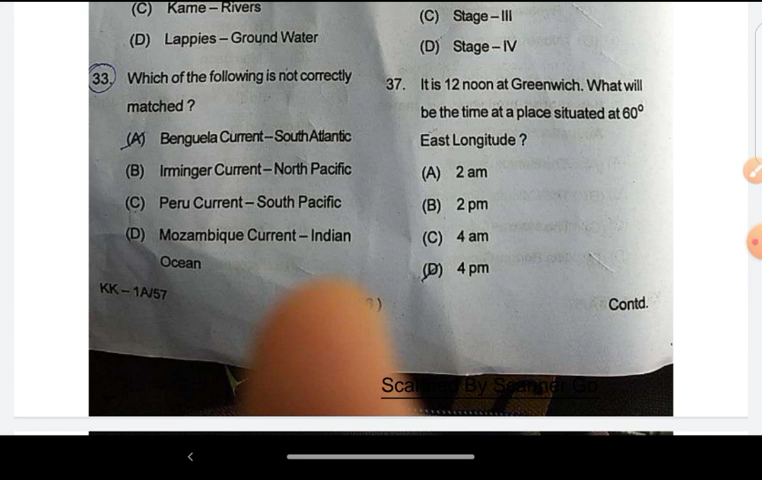 (C) Kame – Rivers
(D) Lappies – Ground Water
33. Which of the following is not correctly
matched ?
(A) Benguela Current – South Atlantic
(B) Irminger Current – North Pacific
(C) Peru Current – South Pacific
(D) Mozambique Current – Indian
Ocean
KK – 1A/57
(C) Stage – III
(D) Stage – IV
37. It is 12 noon at Greenwich. What will
be the time at a place situated at 60°
East Longitude ?
(A) 2 am
(B) 2 pm
(C) 4 am
(D) 4 pm
)
Contd.
Scanned By Scanner Go